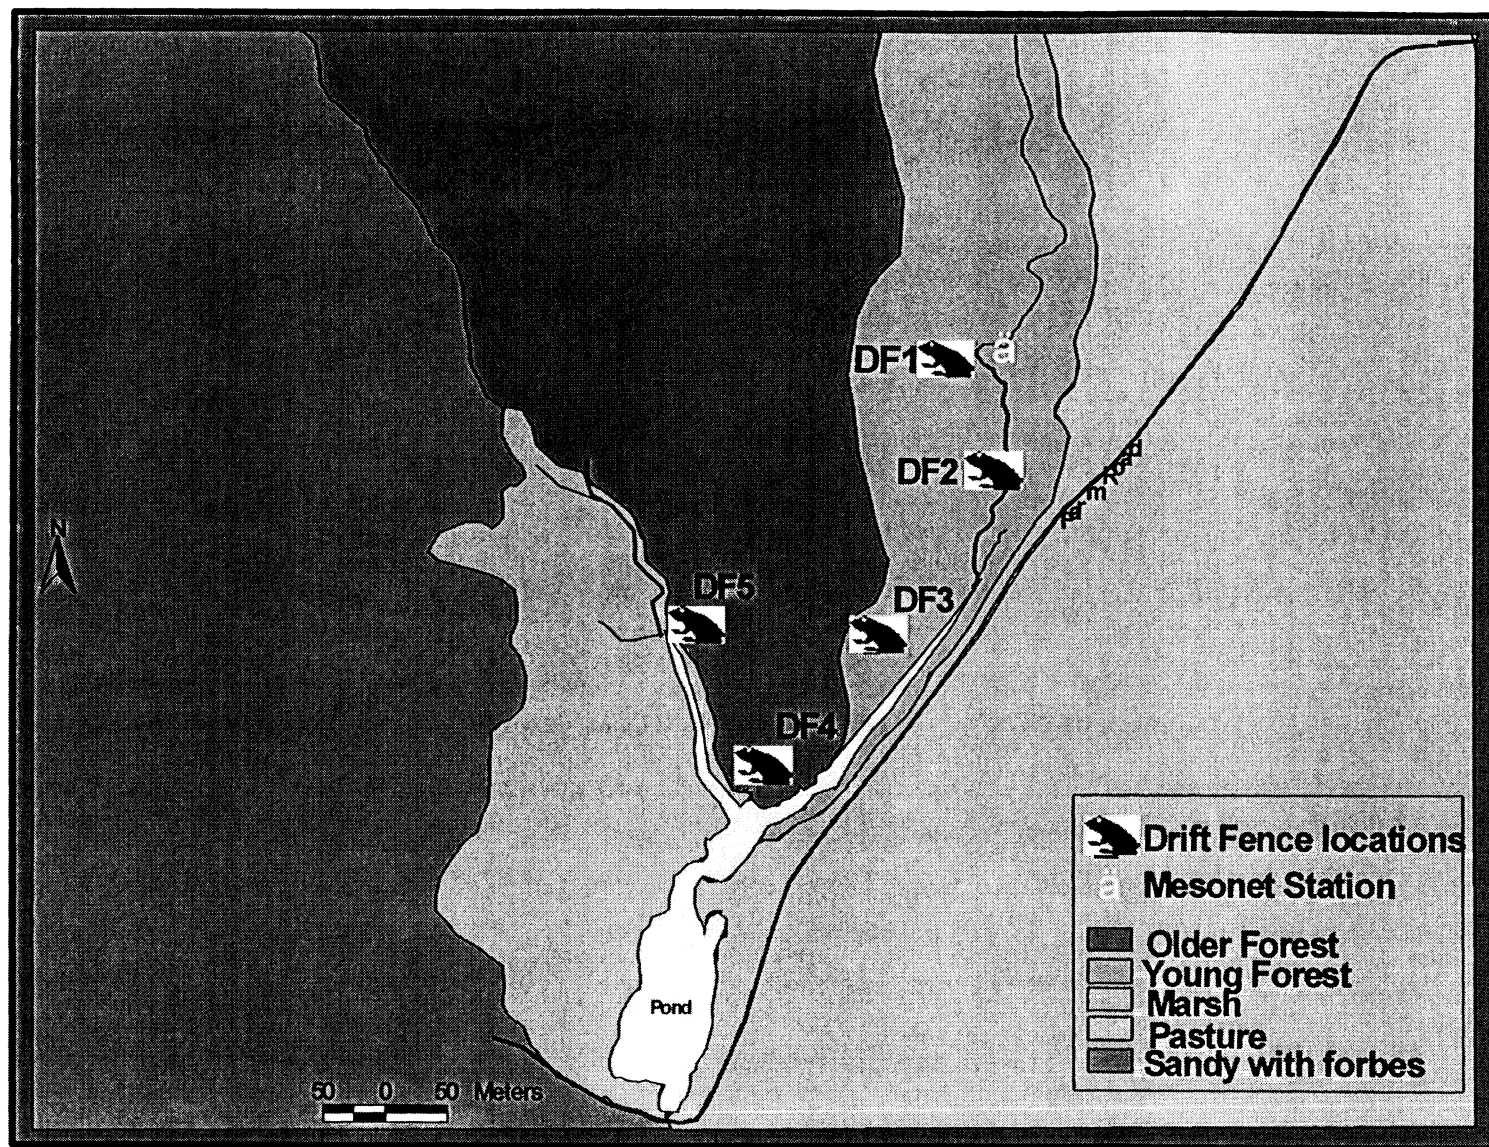 DF1
ä
DF2
Farm Road
N
DF5
DF3
DF4
Drift Fence locations
ä Mesonet Station
Older Forest
Young Forest
Marsh
Pasture
Sandy with forbes
Pond
50 0 50 Meters